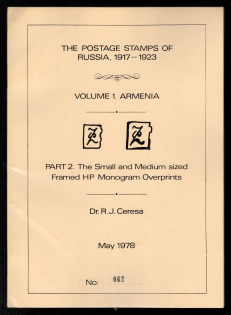 THE POSTAGE STAMPS OF
RUSSIA, 1917–1923
VOLUME 1. ARMENIA
PART 2. The Small and Medium sized
Framed HP Monogram Overprints
Dr. R. J. Ceresa
May 1978
No: 062